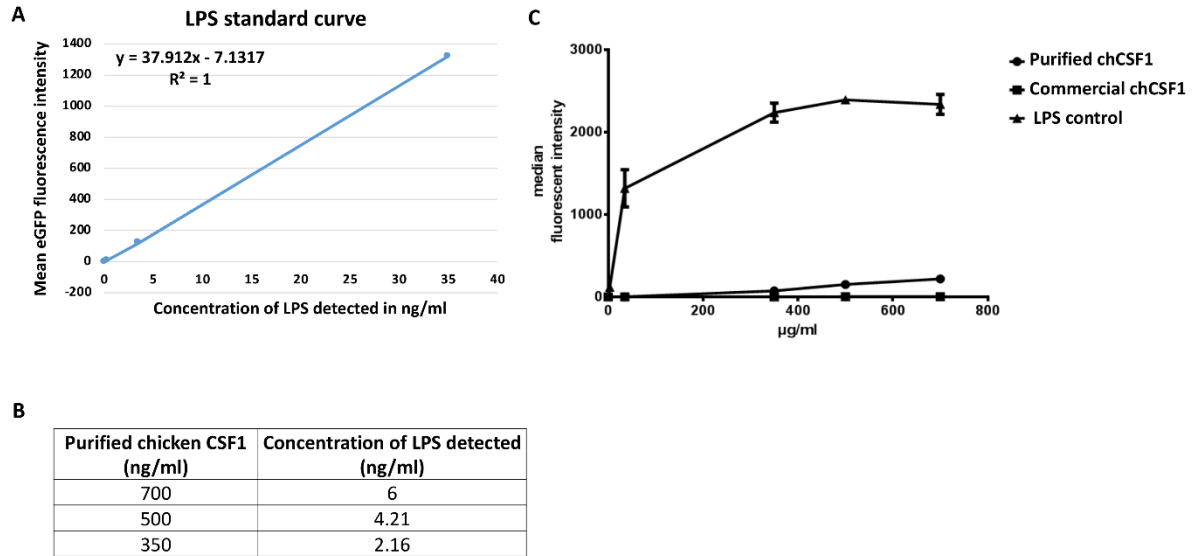 A
LPS standard curve
y = 37.912x - 7.1317
R² = 1
Mean eGFP fluorescence intensity
1400
1200
1000
800
600
400
200
0
-200
0 5 10 15 20 25 30 35 40
Concentration of LPS detected in ng/ml
C
median
fluorescent intensity
3000
2000
1000
0
0 200 400 600 800
µg/ml
Purified chCSF1
Commercial chCSF1
LPS control
B
Purified chicken CSF1 Concentration of LPS detected
(ng/ml) (ng/ml)
700 6
500 4.21
350 2.16